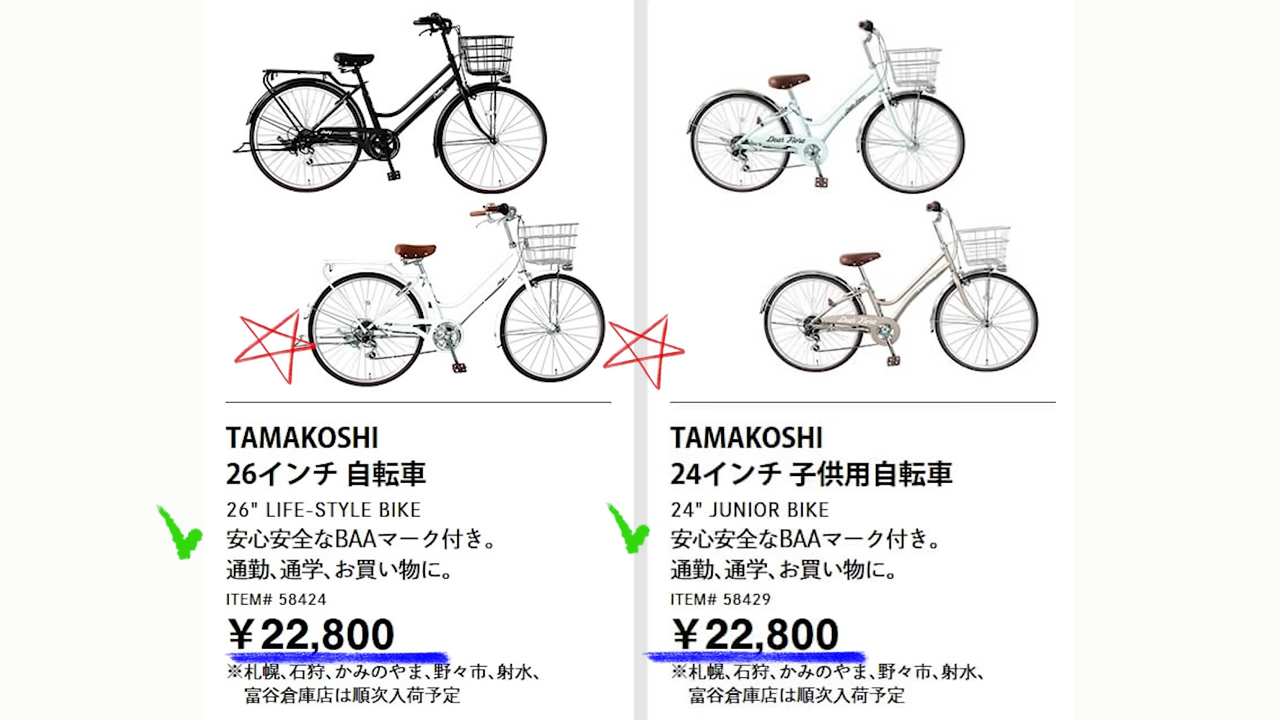 TAMAKOSHI
26インチ 自転車
26" LIFE-STYLE BIKE
安心安全なBAAマーク付き。
通勤、通学、お買い物に。
ITEM# 58424
¥22,800
※札幌、石狩、かみのやま、野々市、射水、
富谷倉庫店は順次入荷予定
Dear Fiore
TAMAKOSHI
24インチ 子供用自転車
24" JUNIOR BIKE
安心安全なBAAマーク付き。
通勤、通学、お買い物に。
ITEM# 58429
¥22,800
※札幌、石狩、かみのやま、野々市、射水、
富谷倉庫店は順次入荷予定